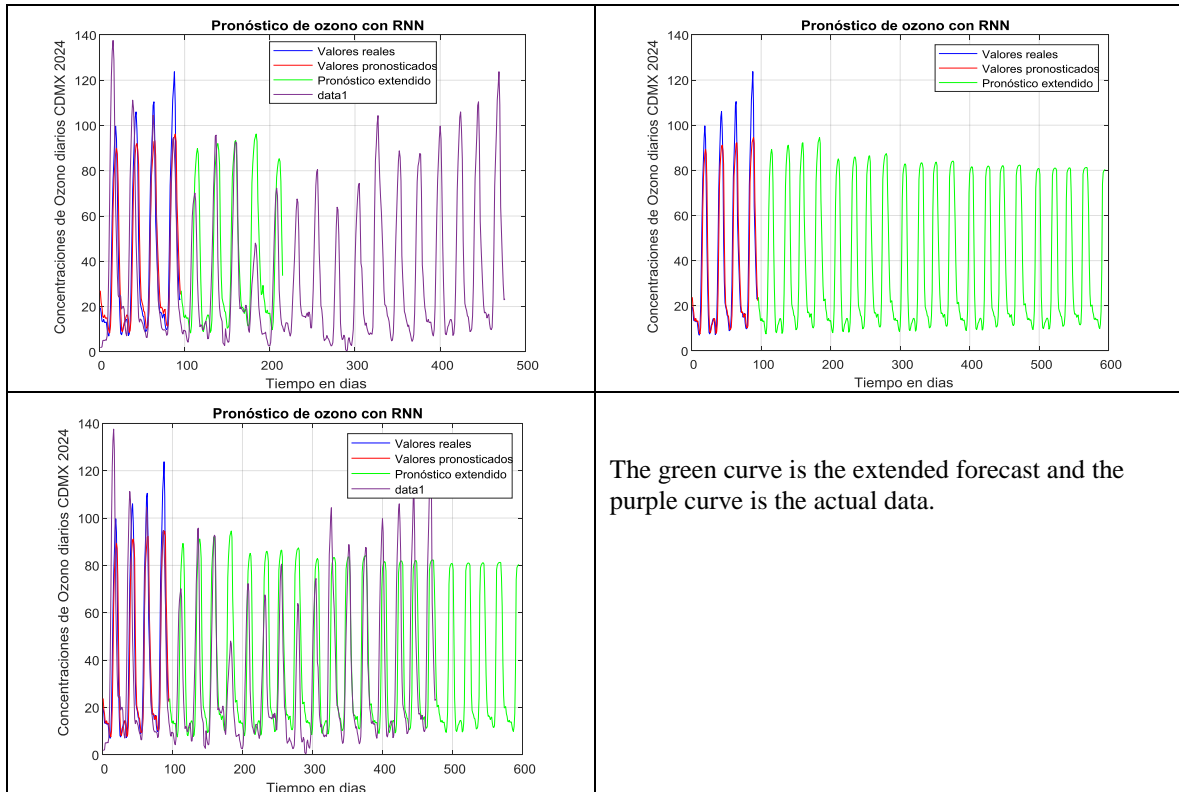 Pronóstico de ozono con RNN
Concentraciones de Ozono diarios CDMX 2024
140
120
100
80
60
40
20
0
Valores reales
Valores pronosticados
Pronóstico extendido
data1
0 100 200 300 400 500
Tiempo en dias
Pronóstico de ozono con RNN
Concentraciones de Ozono diarios CDMX 2024
140
120
100
80
60
40
20
0
Valores reales
Valores pronosticados
Pronóstico extendido
0 100 200 300 400 500 600
Tiempo en dias
Pronóstico de ozono con RNN
Concentraciones de Ozono diarios CDMX 2024
140
120
100
80
60
40
20
0
Valores reales
Valores pronosticados
Pronóstico extendido
data1
0 100 200 300 400 500 600
Tiempo en dias
The green curve is the extended forecast and the
purple curve is the actual data.